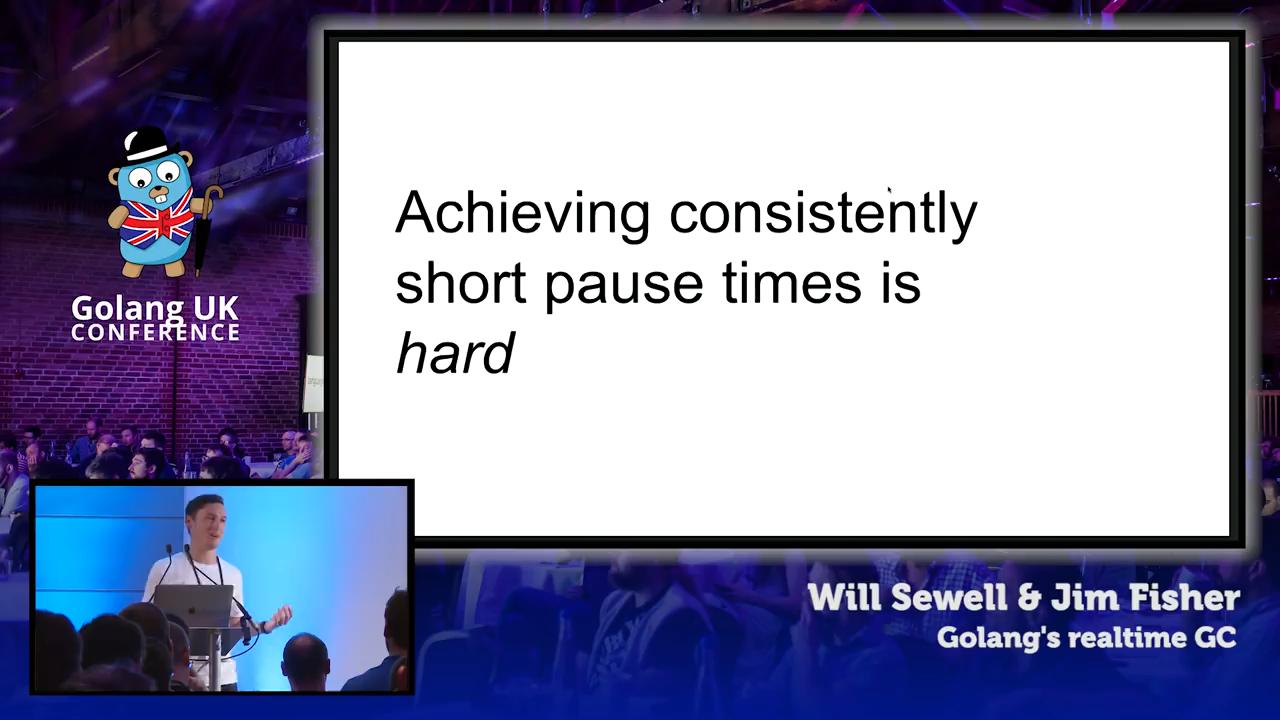 Achieving consistently
short pause times is
hard
Golang UK
CONFERENCE
Will Sewell & Jim Fisher
Golang's realtime GC